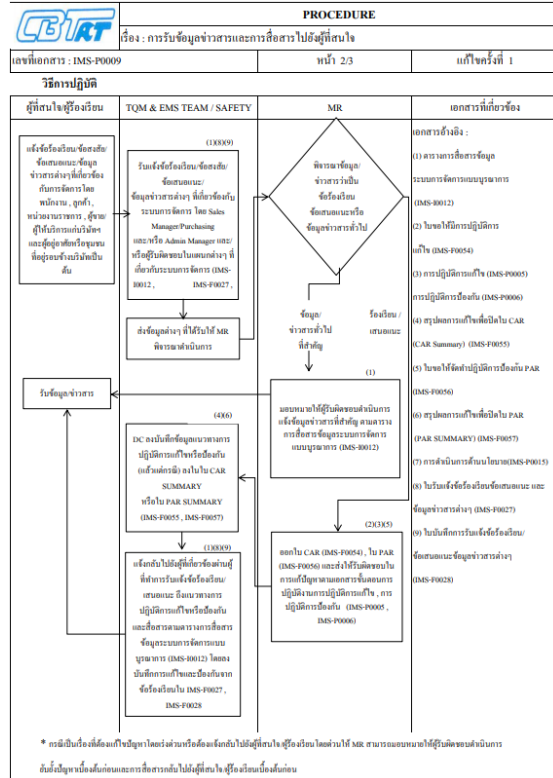 CBTRT
PROCEDURE
เรื่อง : การรับข้อมูลข่าวสารและการสื่อสารไปยังผู้ที่สนใจ
เลขที่เอกสาร : IMS-P0009
หน้า 2/3
แก้ไขครั้งที่ 1
วิธีการปฏิบัติ
ผู้ที่สนใจ/ผู้ร้องเรียน
TQM & EMS TEAM / SAFETY
MR
เอกสารที่เกี่ยวข้อง
แจ้งข้อร้องเรียน/ข้อสงสัย/
ข้อเสนอแนะ/ข้อมูล
ข่าวสารต่างๆที่เกี่ยวข้อง
กับการจัดการโดย
พนักงาน , ลูกค้า ,
หน่วยงานราชการ , ผู้ขาย/
ผู้ให้บริการแก่บริษัทฯ
และผู้อยู่อาศัยหรือชุมชน
ที่อยู่รอบข้างบริษัทเป็น
ต้น
(1)(8)(9)
รับแจ้งข้อร้องเรียน/ข้อสงสัย/
ข้อเสนอแนะ/
ข้อมูลข่าวสารต่างๆ ที่เกี่ยวข้องกับ
ระบบการจัดการ โดย Sales
Manager/Purchasing
และ/หรือ Admin Manager และ/
หรือผู้รับผิดชอบในแผนกต่างๆ ที่
เกี่ยวกับระบบการจัดการ (IMS-
I0012 , IMS-F0027 ,
ส่งข้อมูลต่างๆ ที่ได้รับให้ MR
พิจารณาดำเนินการ
พิจารณาข้อมูล/
ข่าวสารว่าเป็น
ข้อร้องเรียน
ข้อเสนอแนะหรือ
ข้อมูลข่าวสารทั่วไป
ข้อมูล/
ข่าวสารทั่วไป
ที่สำคัญ
ร้องเรียน /
เสนอแนะ
รับข้อมูล/ข่าวสาร
(1)
มอบหมายให้ผู้รับผิดชอบดำเนินการ
แจ้งข้อมูลข่าวสารที่สำคัญ ตามตาราง
การสื่อสารข้อมูลระบบการจัดการ
แบบบูรณาการ (IMS-I0012)
(4)(6)
DC ลงบันทึกข้อมูลแนวทางการ
ปฏิบัติการแก้ไขหรือป้องกัน
(แล้วแต่กรณี) ลงในใบ CAR
SUMMARY
หรือใบ PAR SUMMARY
(IMS-F0055 , IMS-F0057)
(2)(3)(5)
ออกใบ CAR (IMS-F0054) , ใบ PAR
(IMS-F0056) และส่งให้รับผิดชอบใน
การแก้ปัญหาตามเอกสารขั้นตอนการ
ปฏิบัติงานการปฏิบัติการแก้ไข , การ
ปฏิบัติการป้องกัน (IMS-P0005 ,
IMS-P0006)
(1)(8)(9)
แจ้งกลับไปยังผู้ที่เกี่ยวข้องผ่านผู้
ที่ทำการรับแจ้งข้อร้องเรียน/
เสนอแนะ ถึงแนวทางการ
ปฏิบัติการแก้ไขหรือป้องกัน
และสื่อสารตามตารางการสื่อสาร
ข้อมูลระบบการจัดการแบบ
บูรณาการ (IMS-I0012) โดยลง
บันทึกการแก้ไขและป้องกันจาก
ข้อร้องเรียนใน IMS-F0027 ,
IMS-F0028
เอกสารอ้างอิง :
(1) ตารางการสื่อสารข้อมูล
ระบบการจัดการแบบบูรณาการ
(IMS-I0012)
(2) ใบขอให้มีการปฏิบัติการ
แก้ไข (IMS-F0054)
(3) การปฏิบัติการแก้ไข (IMS-P0005)
การปฏิบัติการป้องกัน (IMS-P0006)
(4) สรุปผลการแก้ไขเพื่อปิดใบ CAR
(CAR Summary) (IMS-F0055)
(5) ใบขอให้จัดทำปฏิบัติการป้องกัน PAR
(IMS-F0056)
(6) สรุปผลการแก้ไขเพื่อปิดใบ PAR
(PAR SUMMARY) (IMS-F0057)
(7) การดำเนินการด้านนโยบาย(IMS-P0015)
(8) ใบรับแจ้งข้อร้องเรียนข้อเสนอแนะ และ
ข้อมูลข่าวสารต่างๆ (IMS-F0027)
(9) ใบบันทึกการรับแจ้งข้อร้องเรียน/
ข้อเสนอแนะข้อมูลข่าวสารต่างๆ
(IMS-F0028)
* กรณีเป็นเรื่องที่ต้องแก้ไขปัญหาโดยเร่งด่วนหรือต้องแจ้งกลับไปยังผู้ที่สนใจ/ผู้ร้องเรียนโดยด่วนให้ MR สามารถมอบหมายให้ผู้รับผิดชอบดำเนินการ
ยับยั้งปัญหาเบื้องต้นก่อนและการสื่อสารกลับไปยังผู้ที่สนใจ/ผู้ร้องเรียนเบื้องต้นก่อน